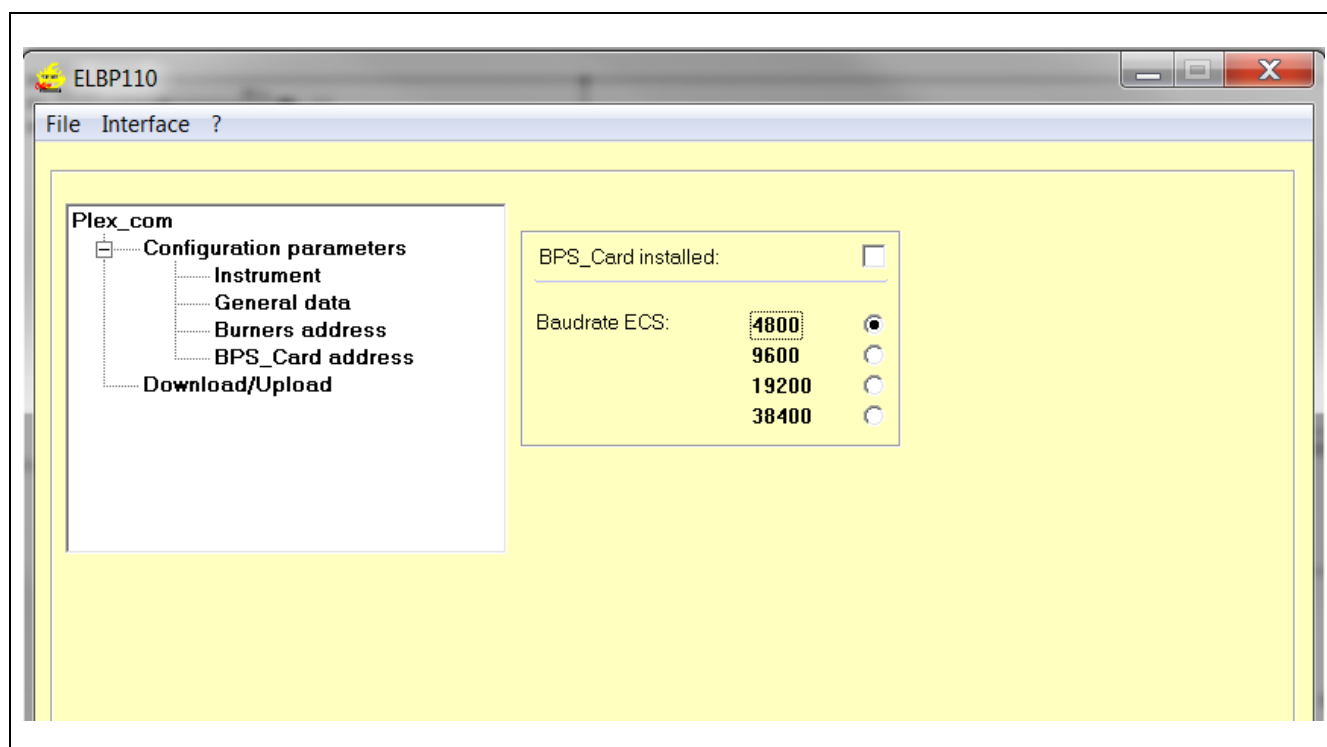 ELBP110
File Interface ?
Plex_com
Configuration parameters
Instrument
General data
Burners address
BPS_Card address
Download/Upload
BPS_Card installed:
Baudrate ECS: 4800
9600
19200
38400